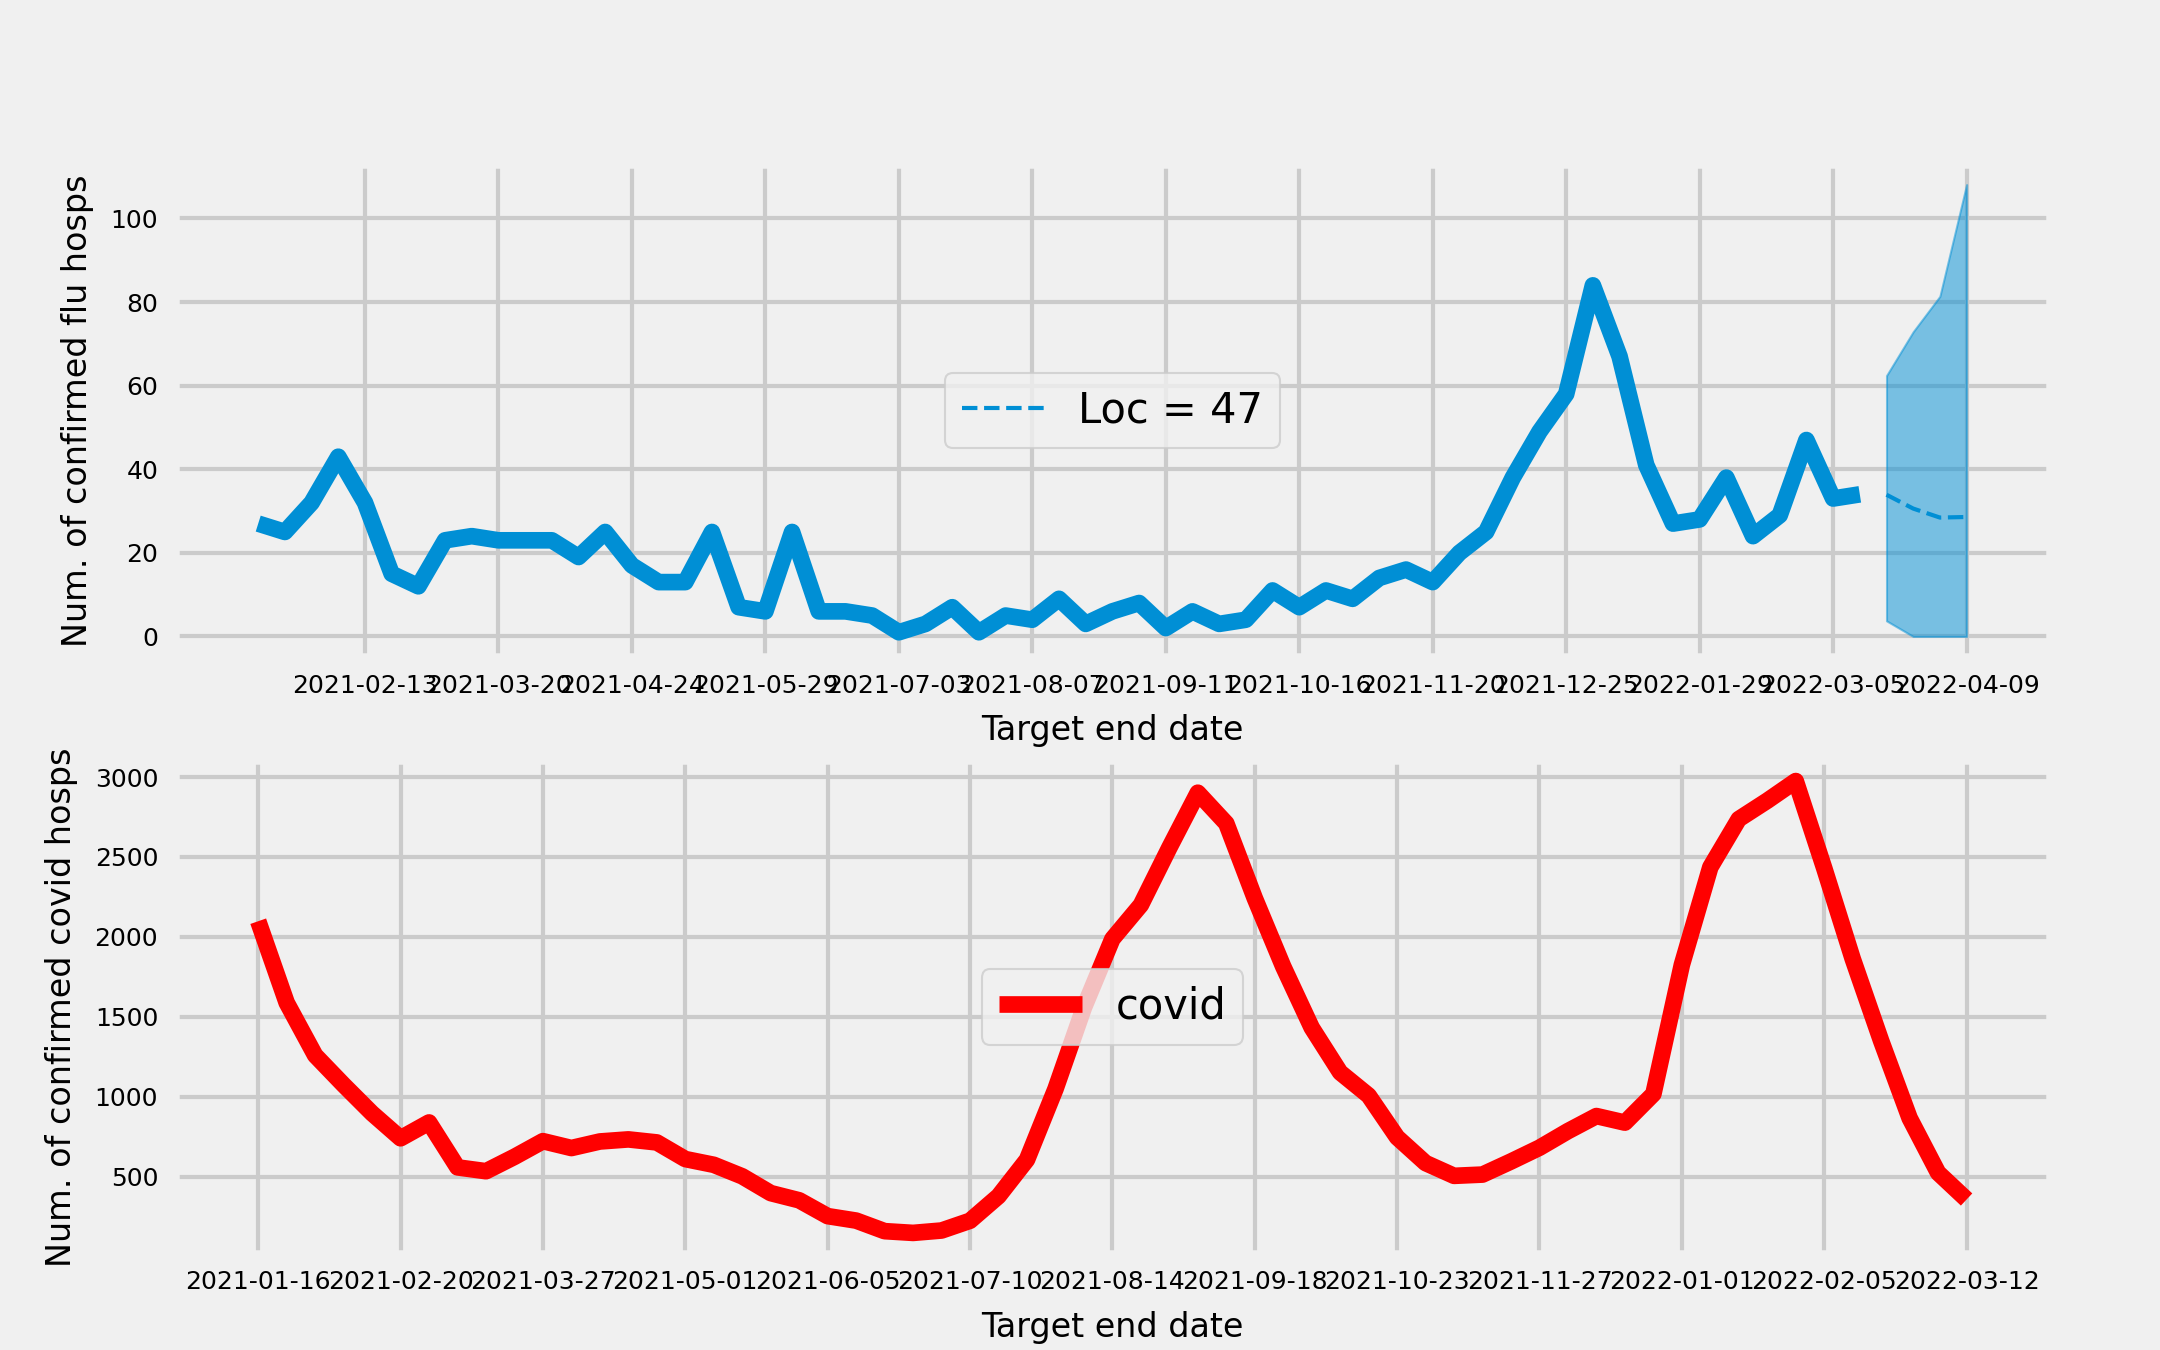 Num. of confirmed flu hosps
100
80
60
40
20
0
Loc = 47
2021-02-13 2021-03-20 2021-04-24 2021-05-29 2021-07-03 2021-08-07 2021-09-11 2021-10-16 2021-11-20 2021-12-25 2022-01-29 2022-03-05 2022-04-09
Target end date
Num. of confirmed covid hosps
3000
2500
2000
1500
1000
500
covid
2021-01-16 2021-02-20 2021-03-27 2021-05-01 2021-06-05 2021-07-10 2021-08-14 2021-09-18 2021-10-23 2021-11-27 2022-01-01 2022-02-05 2022-03-12
Target end date